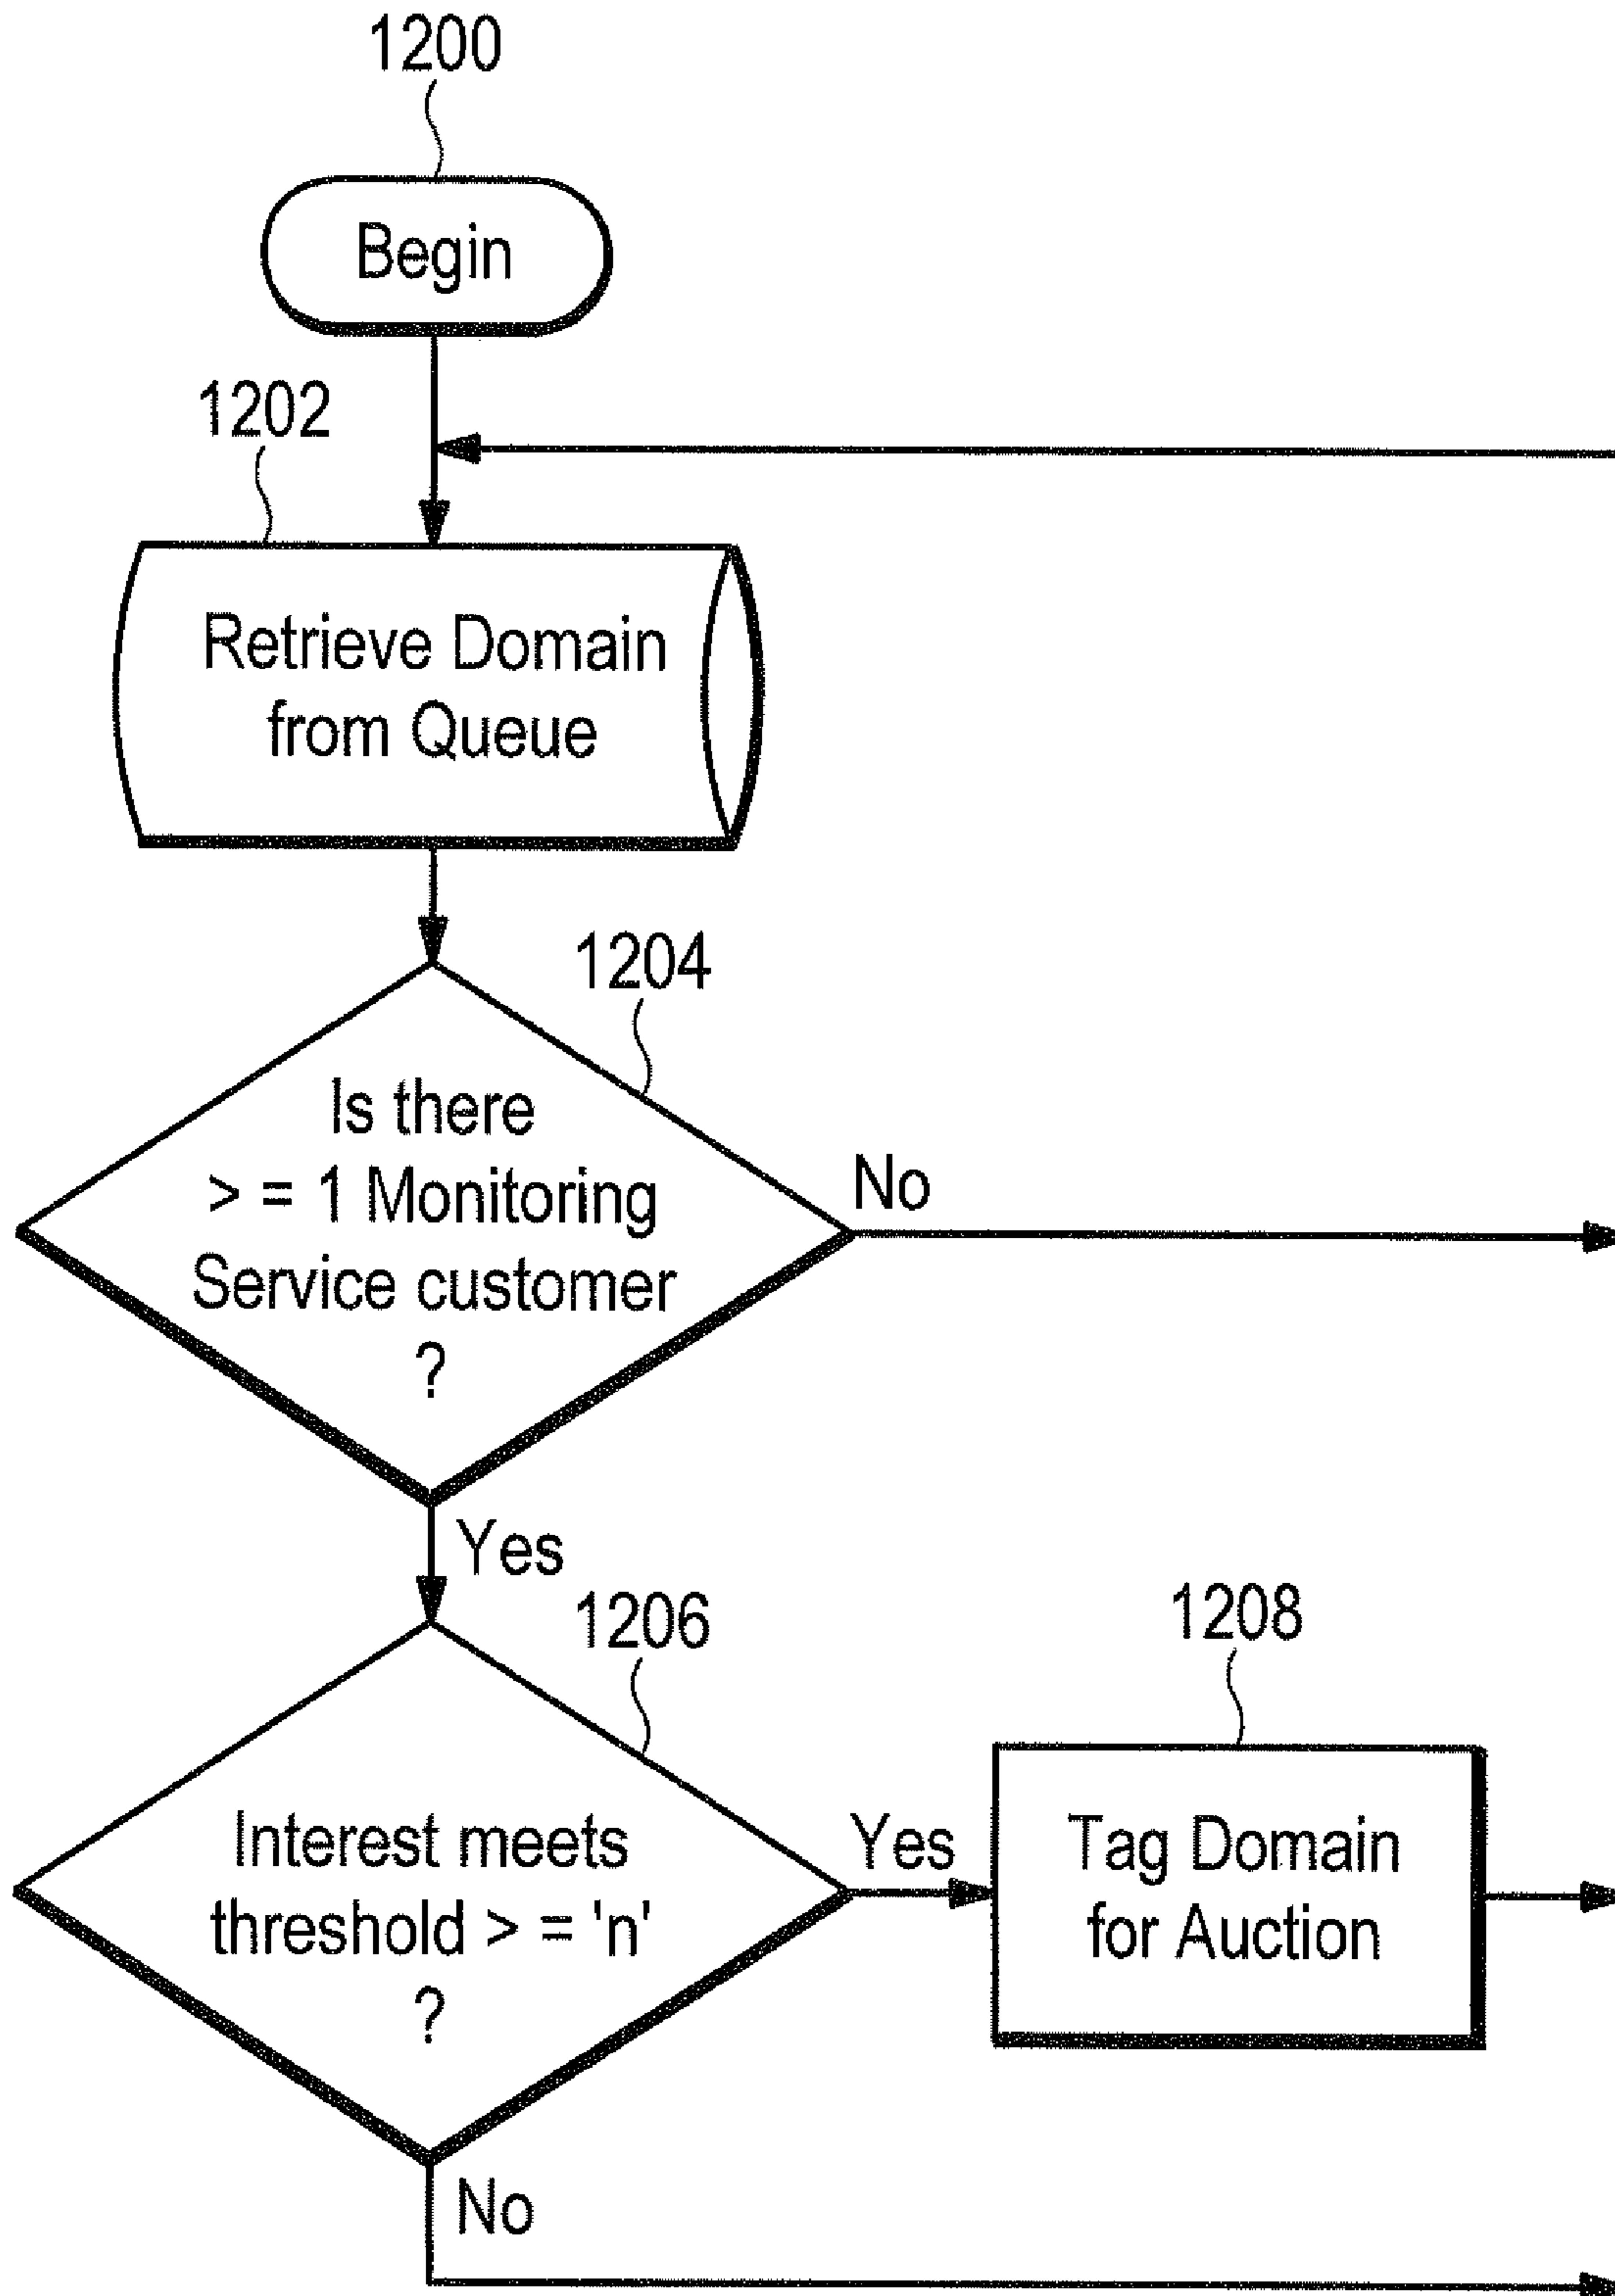 1200
Begin
1202
Retrieve Domain
from Queue
1204
Is there
> = 1 Monitoring
Service customer
?
No
Yes
1206
Interest meets
threshold > = 'n'
?
Yes
1208
Tag Domain
for Auction
No